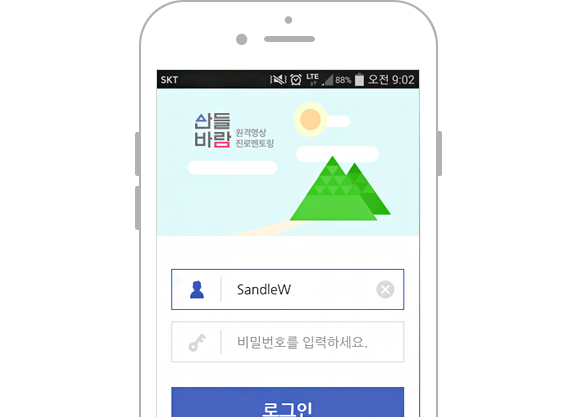 SKT LTE 88% 오전 9:02
산들
바람
원격영상
진로멘토링
SandleW
비밀번호를 입력하세요.
로그인